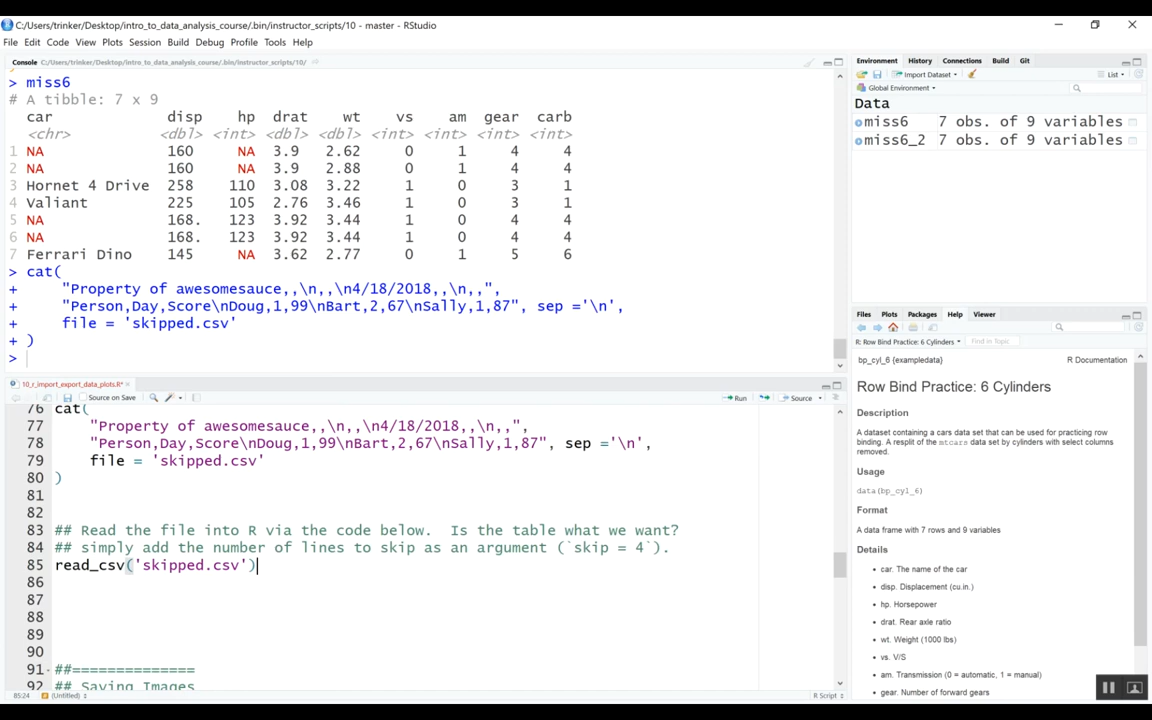 C:/Users/trinker/Desktop/intro_to_data_analysis_course/.bin/instructor_scripts/10 - master - RStudio
File Edit Code View Plots Session Build Debug Profile Tools Help
Console C:/Users/trinker/Desktop/intro_to_data_analysis_course/.bin/instructor_scripts/10/
> miss6
# A tibble: 7 x 9
car disp hp drat wt vs am gear carb
<chr> <dbl> <int> <dbl> <dbl> <int> <int> <int> <int>
1 NA 160 NA 3.9 2.62 0 1 4 4
2 NA 160 NA 3.9 2.88 0 1 4 4
3 Hornet 4 Drive 258 110 3.08 3.22 1 0 3 1
4 Valiant 225 105 2.76 3.46 1 0 3 1
5 NA 168. 123 3.92 3.44 1 0 4 4
6 NA 168. 123 3.92 3.44 1 0 4 4
7 Ferrari Dino 145 NA 3.62 2.77 0 1 5 6
> cat(
+ "Property of awesomesauce,,\n,,\n4/18/2018,,\n,,",
+ "Person,Day,Score\nDoug,1,99\nBart,2,67\nSally,1,87", sep ='\n',
+ file = 'skipped.csv'
+ )
>
10_r_import_export_data_plots.R*
Source on Save
Run
Source
76 cat(
77 "Property of awesomesauce,,\n,,\n4/18/2018,,\n,,",
78 "Person,Day,Score\nDoug,1,99\nBart,2,67\nSally,1,87", sep ='\n',
79 file = 'skipped.csv'
80 )
81
82
83 ## Read the file into R via the code below. Is the table what we want?
84 ## simply add the number of lines to skip as an argument (`skip = 4`).
85 read_csv('skipped.csv')
86
87
88
89
90
91 ##==============
92 ## Saving Images
85:24 (Untitled) R Script
Environment History Connections Build Git
Import Dataset List
Global Environment
Data
miss6 7 obs. of 9 variables
miss6_2 7 obs. of 9 variables
Files Plots Packages Help Viewer
R: Row Bind Practice: 6 Cylinders Find in Topic
bp_cyl_6 {exampledata} R Documentation
Row Bind Practice: 6 Cylinders
Description
A dataset containing a cars data set that can be used for practicing row
binding. A resplit of the mtcars data set by cylinders with select columns
removed.
Usage
data(bp_cyl_6)
Format
A data frame with 7 rows and 9 variables
Details
• car. The name of the car
• disp. Displacement (cu.in.)
• hp. Horsepower
• drat. Rear axle ratio
• wt. Weight (1000 lbs)
• vs. V/S
• am. Transmission (0 = automatic, 1 = manual)
• gear. Number of forward gears